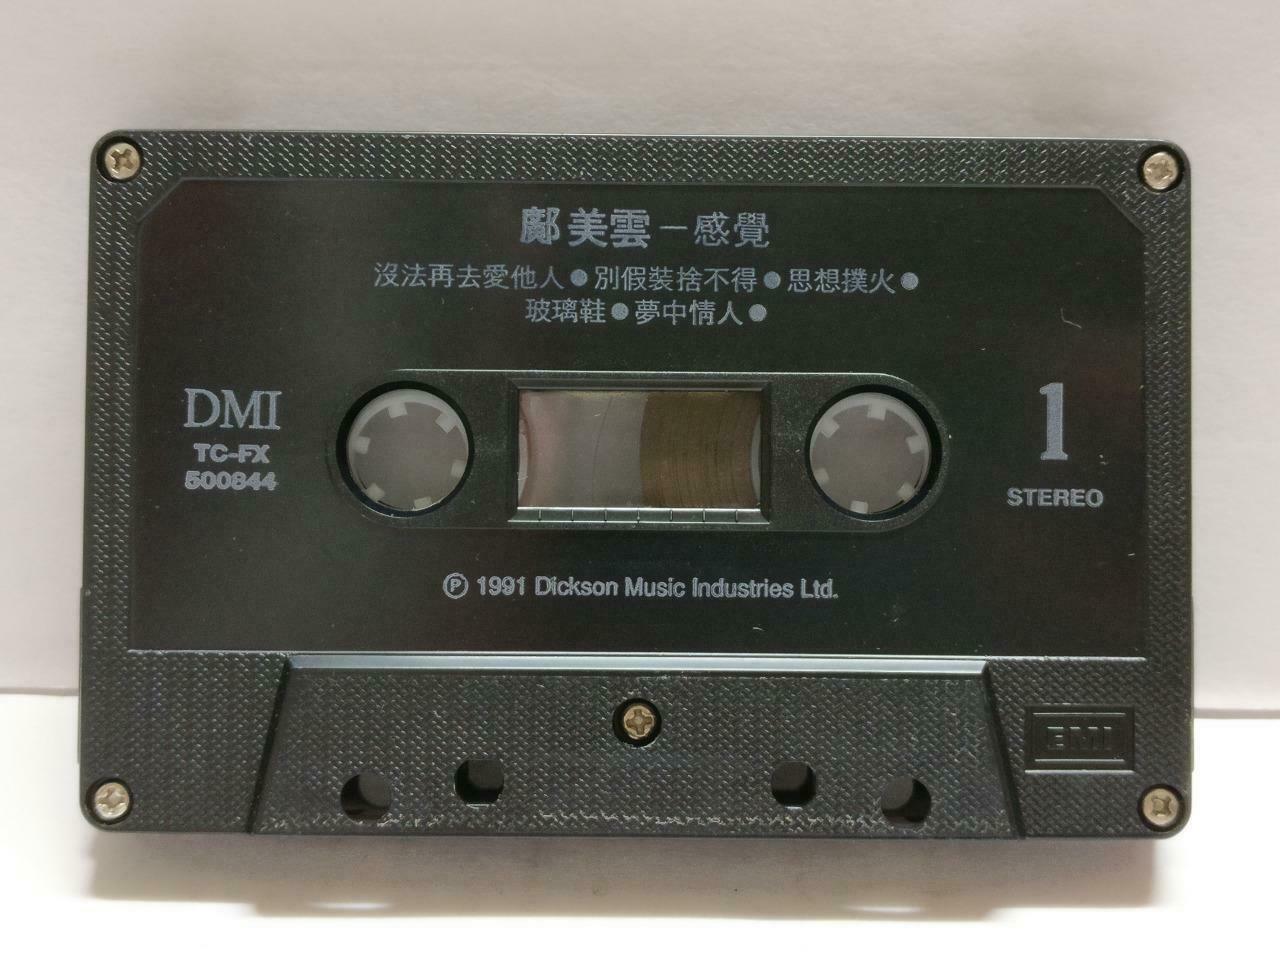 鄺美雲－感覺
沒法再去愛他人●別假裝捨不得●思想撲火●
玻璃鞋●夢中情人●
DMI
TC-FX
500844
1
STEREO
Ⓟ 1991 Dickson Music Industries Ltd.
EMI